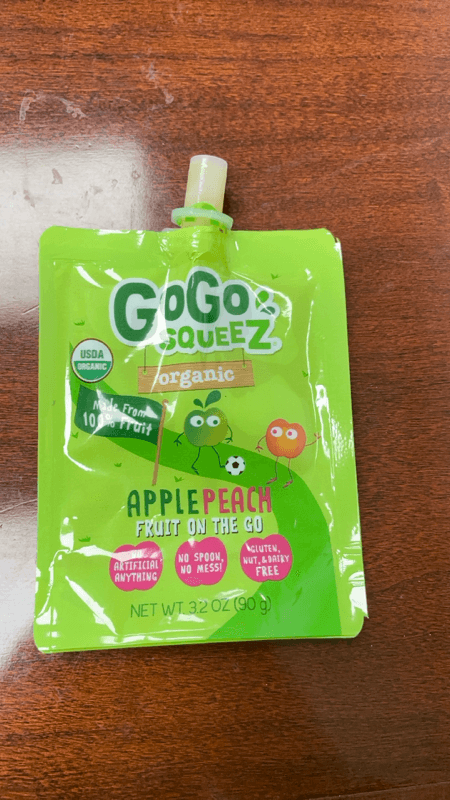 GoGo
SQUEEZ
USDA
ORGANIC
organic
Made From
100% Fruit
APPLEPEACH
FRUIT ON THE GO
ARTIFICIAL
ANYTHING
NO SPOON,
NO MESS!
GLUTEN,
NUT, & DAIRY
FREE
NET WT 3.2 OZ (90 g)